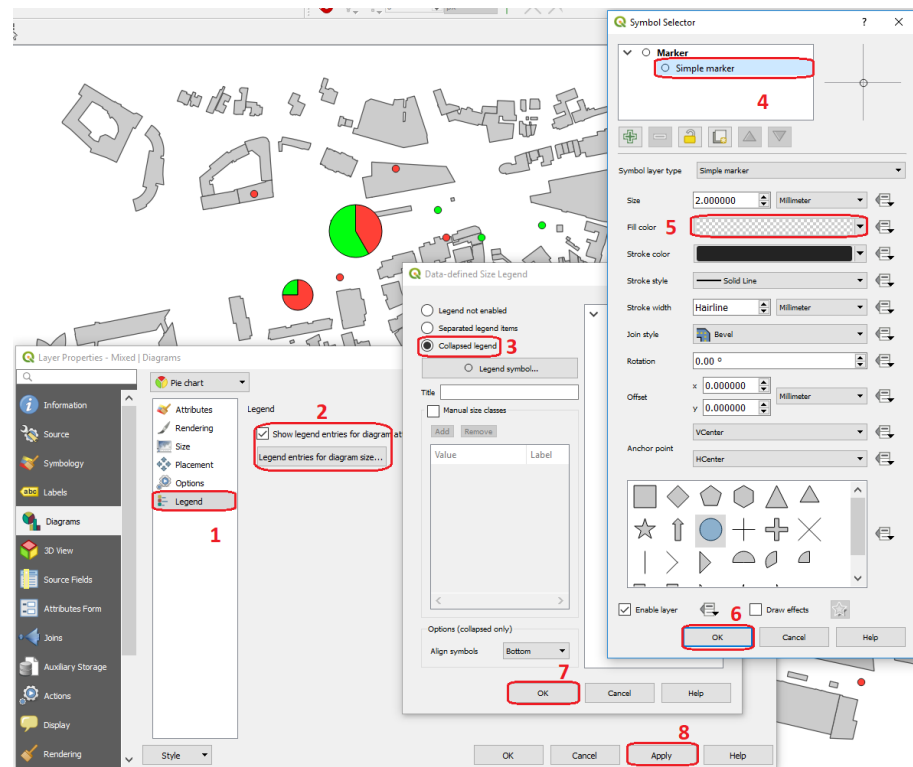 Symbol Selector
Marker
Simple marker
4
Symbol layer type Simple marker
Size 2.000000 Millimeter
5
Fill color
Stroke color
Stroke style Solid Line
Stroke width Hairline Millimeter
Join style Bevel
Rotation 0.00 °
Offset x 0.000000 Millimeter
y 0.000000
Anchor point VCenter
HCenter
Enable layer Draw effects
6
OK Cancel Help
Data-defined Size Legend
Legend not enabled
Separated legend items
Collapsed legend 3
Legend symbol...
Title
Manual size classes
Add Remove
Value Label
Options (collapsed only)
Align symbols Bottom
7
OK Cancel Help
Layer Properties - Mixed | Diagrams
Information
Source
Symbology
abc Labels
Diagrams
3D View
Source Fields
Attributes Form
Joins
Auxiliary Storage
Actions
Display
Rendering
Pie chart
Attributes
Rendering
Size
Placement
Options
Legend
1
Legend
2
Show legend entries for diagram at
Legend entries for diagram size...
8
Style OK Cancel Apply Help